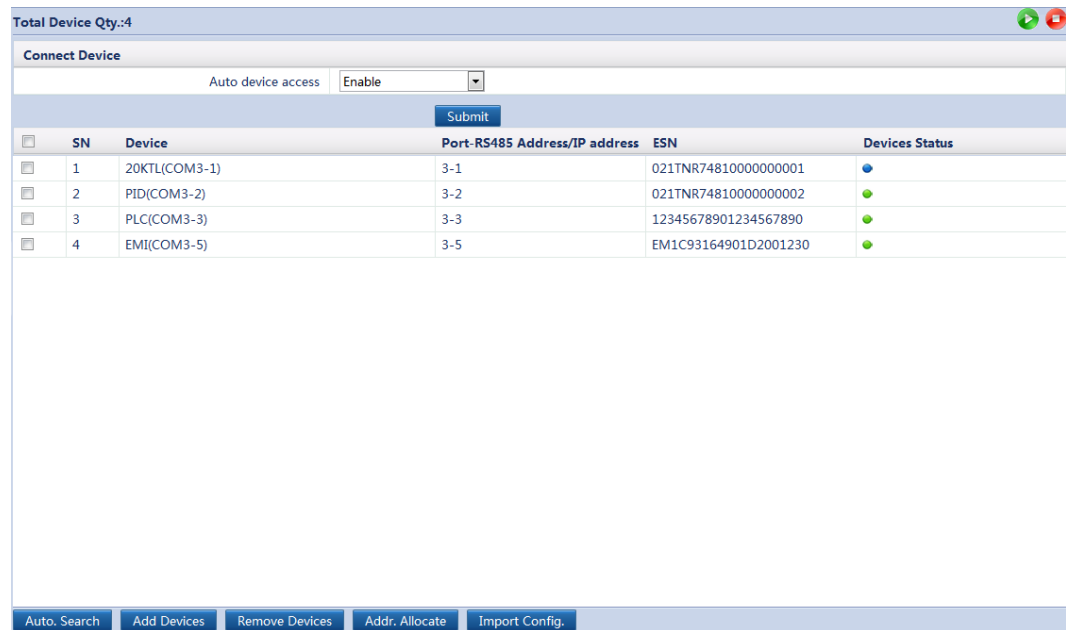 Total Device Qty.:4
Connect Device
Auto device access Enable
Submit
SN Device Port-RS485 Address/IP address ESN Devices Status
1 20KTL(COM3-1) 3-1 021TNR74810000000001
2 PID(COM3-2) 3-2 021TNR74810000000002
3 PLC(COM3-3) 3-3 12345678901234567890
4 EMI(COM3-5) 3-5 EM1C93164901D2001230
Auto. Search Add Devices Remove Devices Addr. Allocate Import Config.